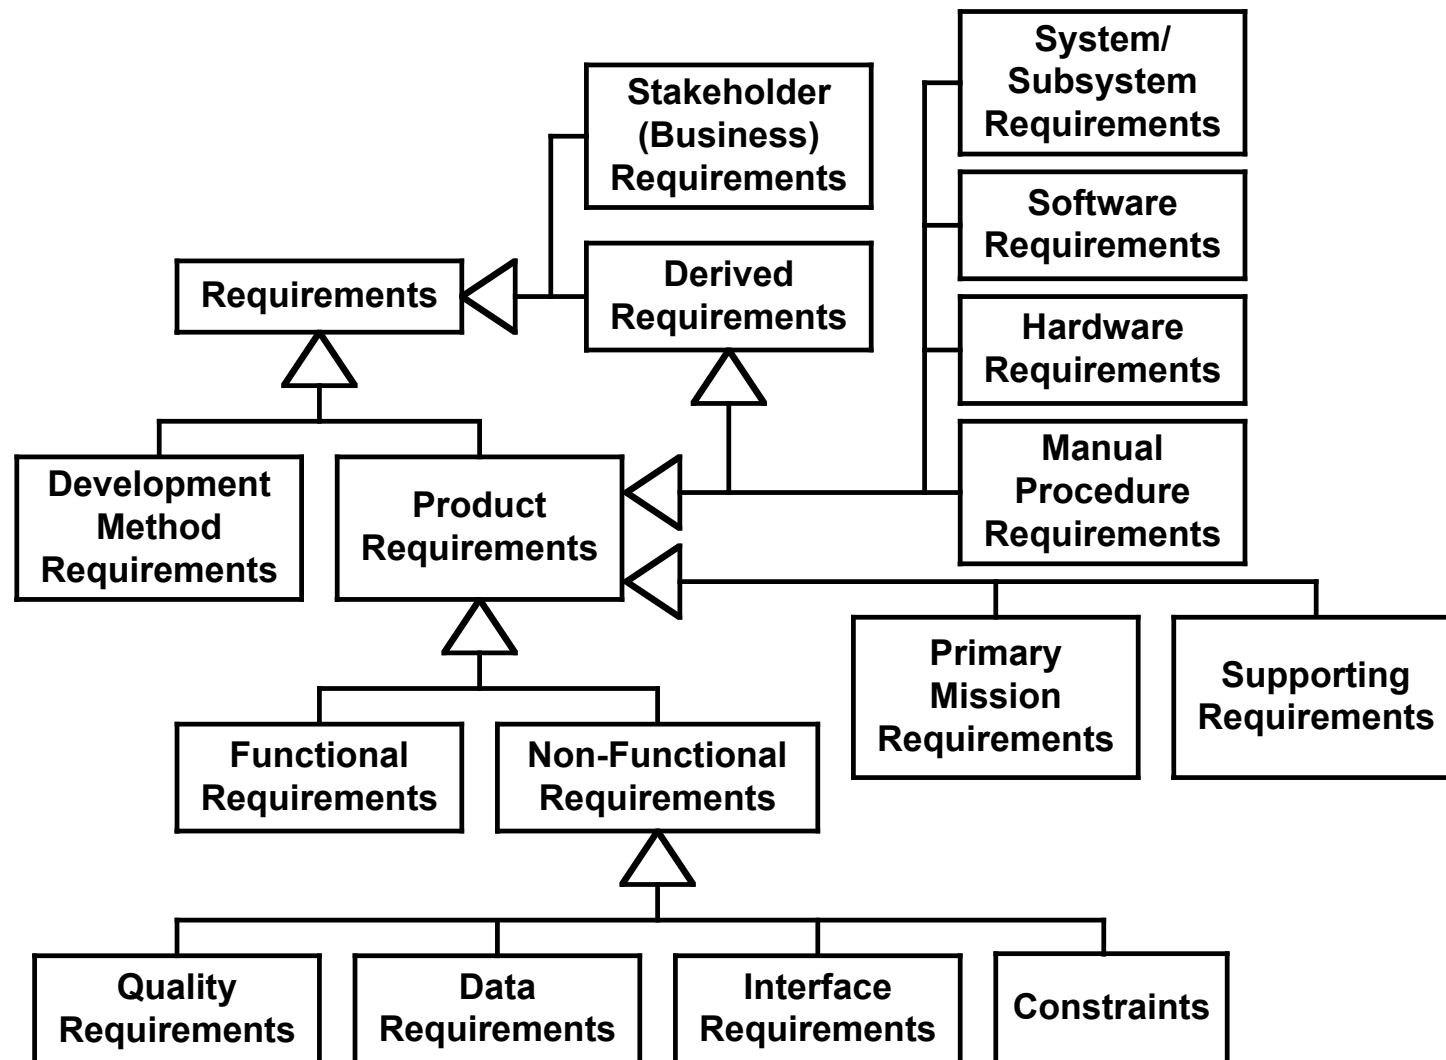 System/
Subsystem
Requirements
Stakeholder
(Business)
Requirements
Software
Requirements
Derived
Requirements
Requirements
Hardware
Requirements
Manual
Procedure
Requirements
Development
Method
Requirements
Product
Requirements
Primary
Mission
Requirements
Supporting
Requirements
Functional
Requirements
Non-Functional
Requirements
Quality
Requirements
Data
Requirements
Interface
Requirements
Constraints